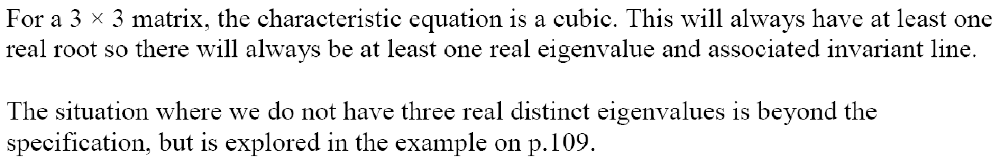 For a 3 × 3 matrix, the characteristic equation is a cubic. This will always have at least one
real root so there will always be at least one real eigenvalue and associated invariant line.
The situation where we do not have three real distinct eigenvalues is beyond the
specification, but is explored in the example on p.109.